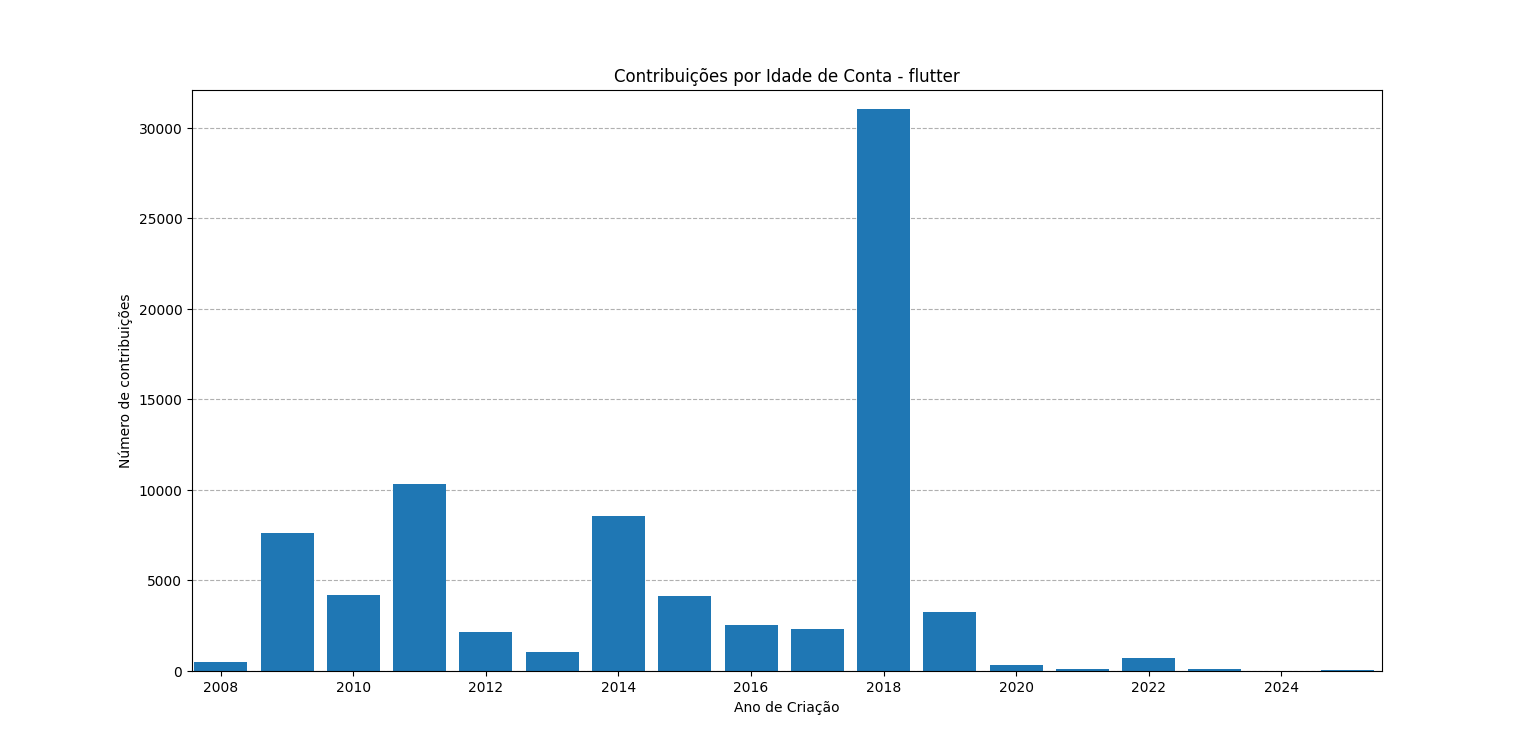 Contribuições por Idade de Conta - flutter
Número de contribuições
30000
25000
20000
15000
10000
5000
0
2008 2010 2012 2014 2016 2018 2020 2022 2024
Ano de Criação